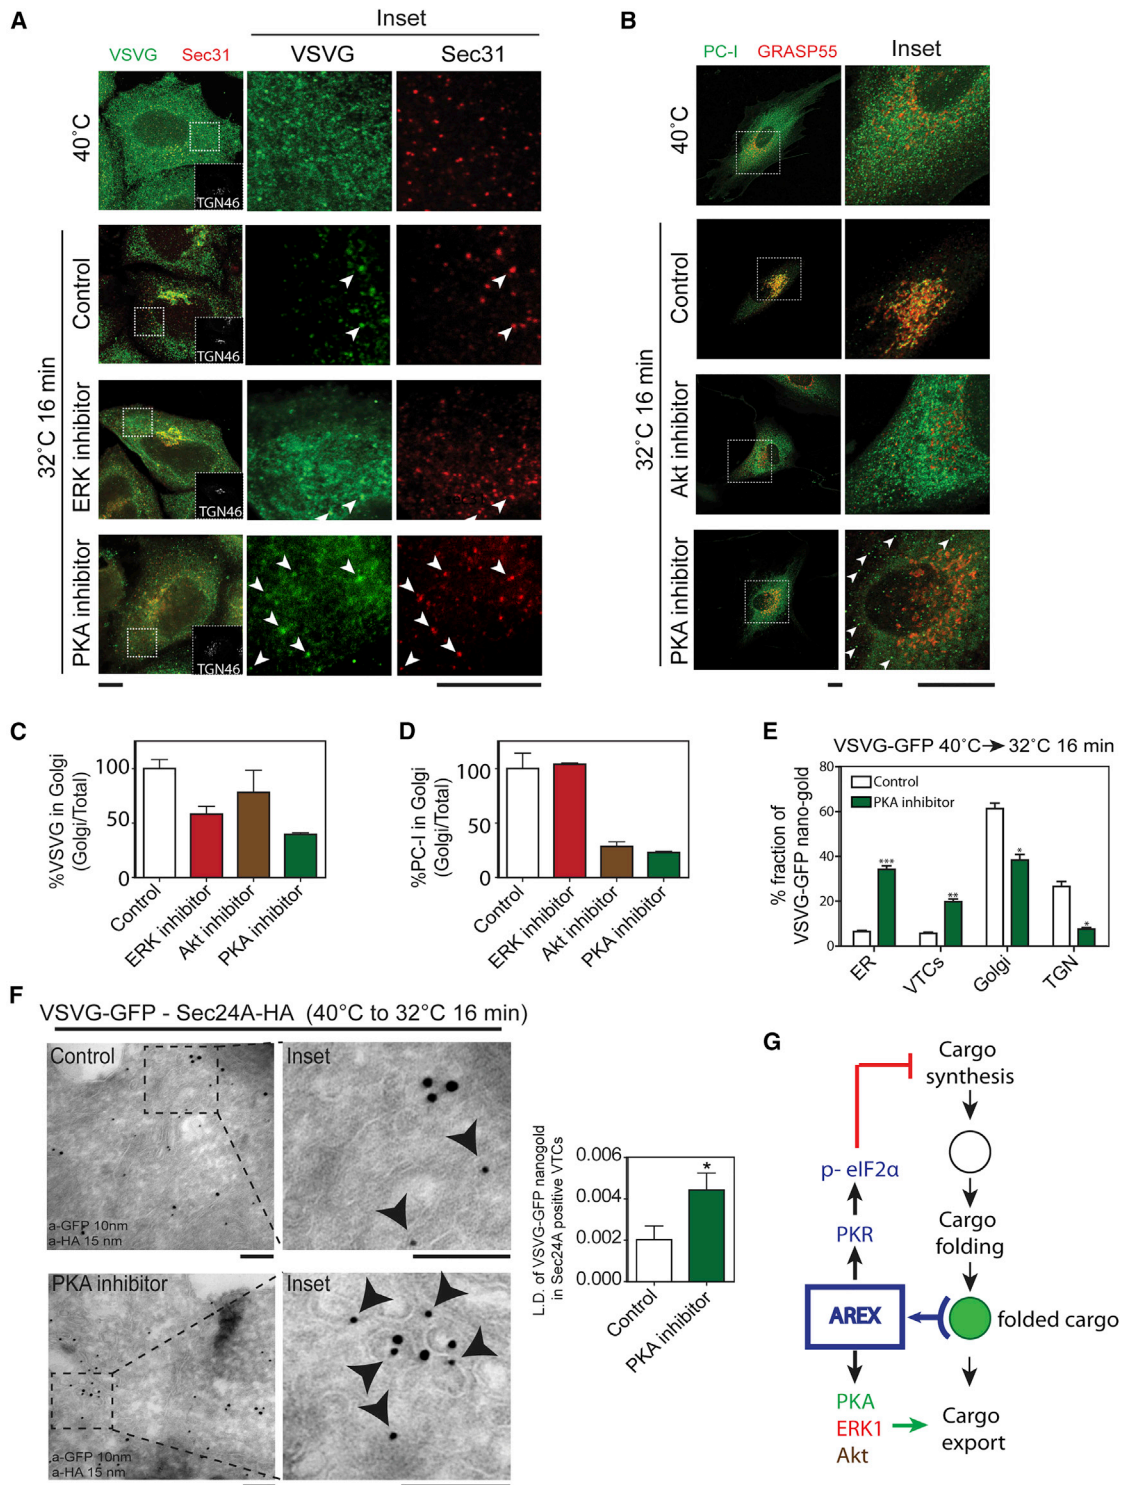 A
Inset
VSVG Sec31
VSVG
Sec31
40°C
TGN46
32°C 16 min
Control
TGN46
ERK inhibitor
TGN46
PKA inhibitor
TGN46
B
PC-I GRASP55
Inset
40°C
32°C 16 min
Control
Akt inhibitor
PKA inhibitor
C
%VSVG in Golgi
(Golgi/Total)
100
50
0
Control
ERK inhibitor
Akt inhibitor
PKA inhibitor
D
%PC-I in Golgi
(Golgi/Total)
100
50
0
Control
ERK inhibitor
Akt inhibitor
PKA inhibitor
E
VSVG-GFP 40°C→32°C 16 min
% fraction of
VSVG-GFP nano-gold
80
60
40
20
0
Control
PKA inhibitor
***
**
*
*
ER
VTCs
Golgi
TGN
F
VSVG-GFP - Sec24A-HA (40°C to 32°C 16 min)
Control
a-GFP 10nm
a-HA 15 nm
Inset
PKA inhibitor
a-GFP 10nm
a-HA 15 nm
Inset
L.D. of VSVG-GFP nanogold
in Sec24A positive VTCs
0.006
0.004
0.002
0.000
*
Control
PKA inhibitor
G
Cargo
synthesis
p- eIF2α
PKR
Cargo
folding
AREX
folded cargo
PKA
ERK1
Akt
Cargo
export